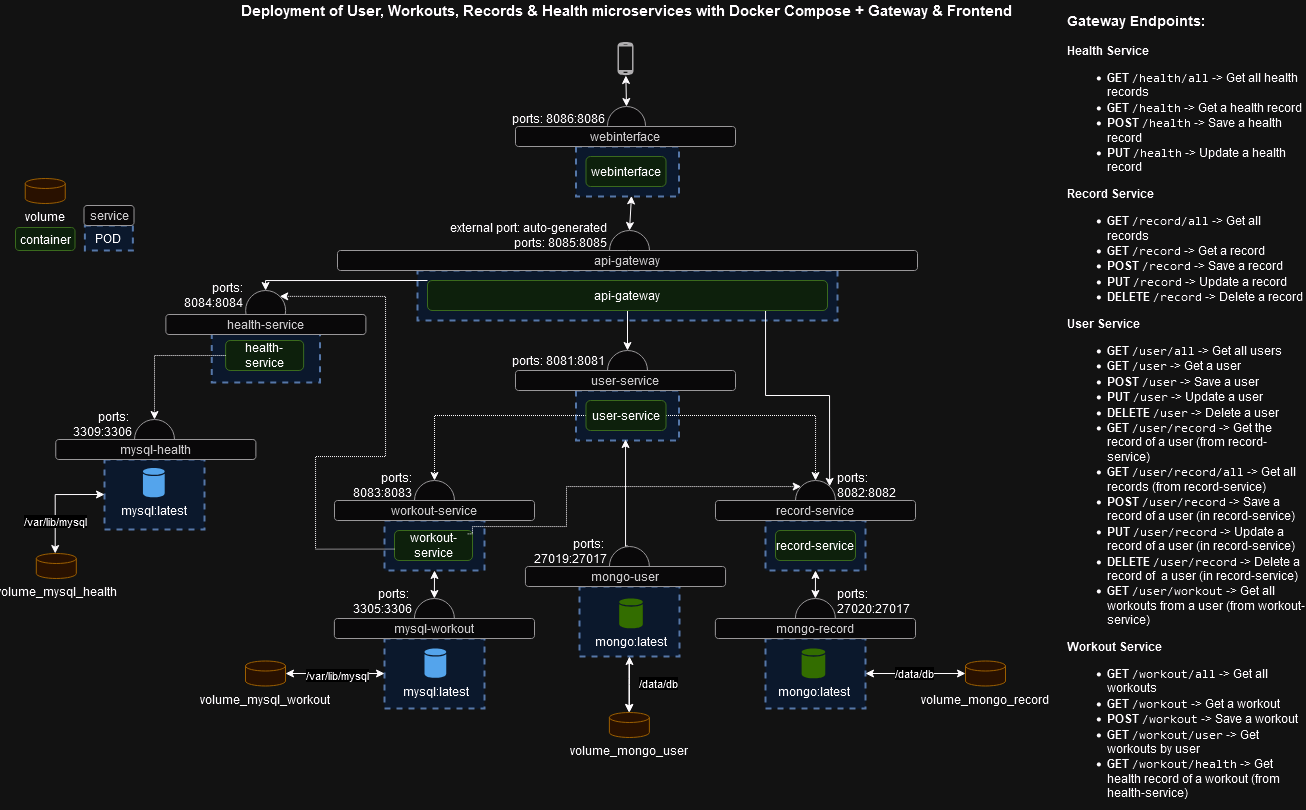 Deployment of User, Workouts, Records & Health microservices with Docker Compose + Gateway & Frontend
ports: 8086:8086
webinterface
webinterface
volume
service
container
POD
external port: auto-generated
ports: 8085:8085
api-gateway
api-gateway
ports:
8084:8084
health-service
health-
service
ports: 8081:8081
user-service
user-service
ports:
3309:3306
mysql-health
mysql:latest
/var/lib/mysql
volume_mysql_health
ports:
8083:8083
workout-service
workout-
service
ports:
8082:8082
record-service
record-service
ports:
27019:27017
mongo-user
mongo:latest
/data/db
volume_mongo_user
ports:
3305:3306
mysql-workout
mysql:latest
/var/lib/mysql
volume_mysql_workout
ports:
27020:27017
mongo-record
mongo:latest
/data/db
volume_mongo_record
Gateway Endpoints:
Health Service
• GET /health/all -> Get all health
records
• GET /health -> Get a health record
• POST /health -> Save a health
record
• PUT /health -> Update a health
record
Record Service
• GET /record/all -> Get all
records
• GET /record -> Get a record
• POST /record -> Save a record
• PUT /record -> Update a record
• DELETE /record -> Delete a record
User Service
• GET /user/all -> Get all users
• GET /user -> Get a user
• POST /user -> Save a user
• PUT /user -> Update a user
• DELETE /user -> Delete a user
• GET /user/record -> Get the
record of a user (from record-
service)
• GET /user/record/all -> Get all
records (from record-service)
• POST /user/record -> Save a
record of a user (in record-service)
• PUT /user/record -> Update a
record of a user (in record-service)
• DELETE /user/record -> Delete a
record of a user (in record-service)
• GET /user/workout -> Get all
workouts from a user (from workout-
service)
Workout Service
• GET /workout/all -> Get all
workouts
• GET /workout -> Get a workout
• POST /workout -> Save a workout
• GET /workout/user -> Get
workouts by user
• GET /workout/health -> Get
health record of a workout (from
health-service)